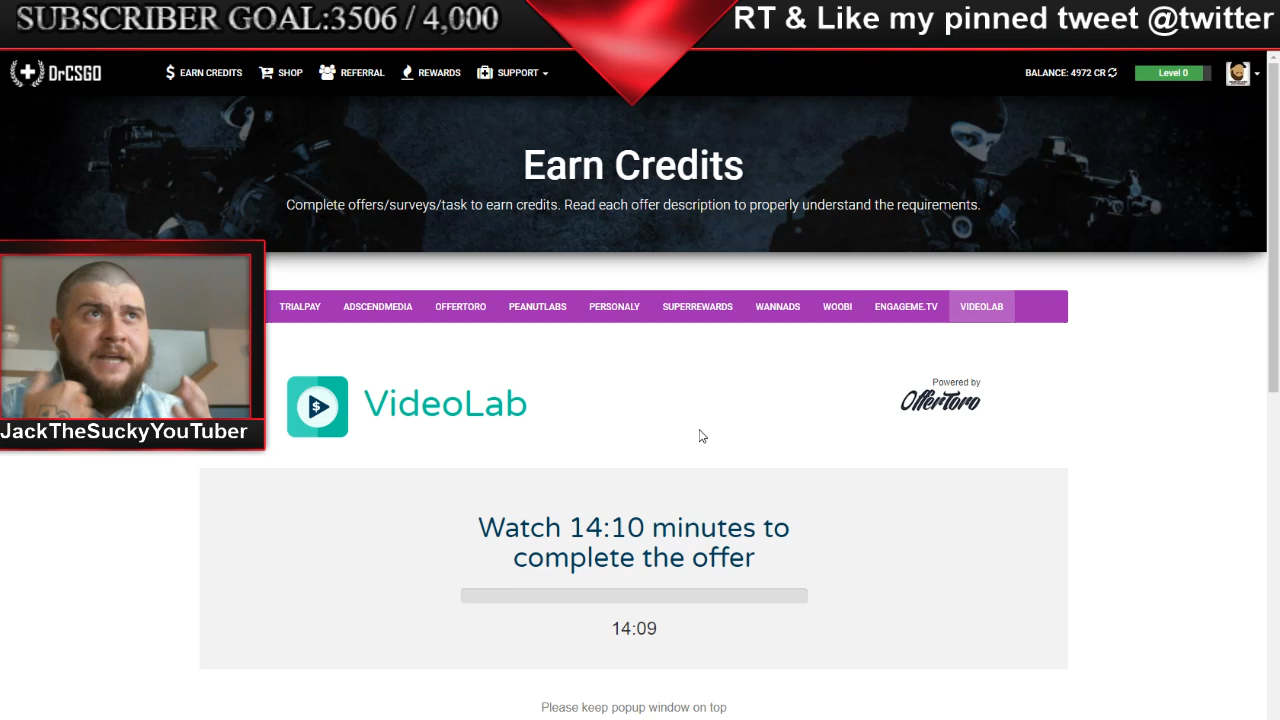 SUBSCRIBER GOAL:3506 / 4,000
RT & Like my pinned tweet @twitter
DrCSGO
EARN CREDITS
SHOP
REFERRAL
REWARDS
SUPPORT
BALANCE: 4972 CR
Level 0
Earn Credits
Complete offers/surveys/task to earn credits. Read each offer description to properly understand the requirements.
TRIALPAY
ADSCENDMEDIA
OFFERTORO
PEANUTLABS
PERSONALY
SUPERREWARDS
WANNADS
WOOBI
ENGAGEME.TV
VIDEOLAB
VideoLab
Powered by
OfferToro
JackTheSuckyYouTuber
Watch 14:10 minutes to
complete the offer
14:09
Please keep popup window on top